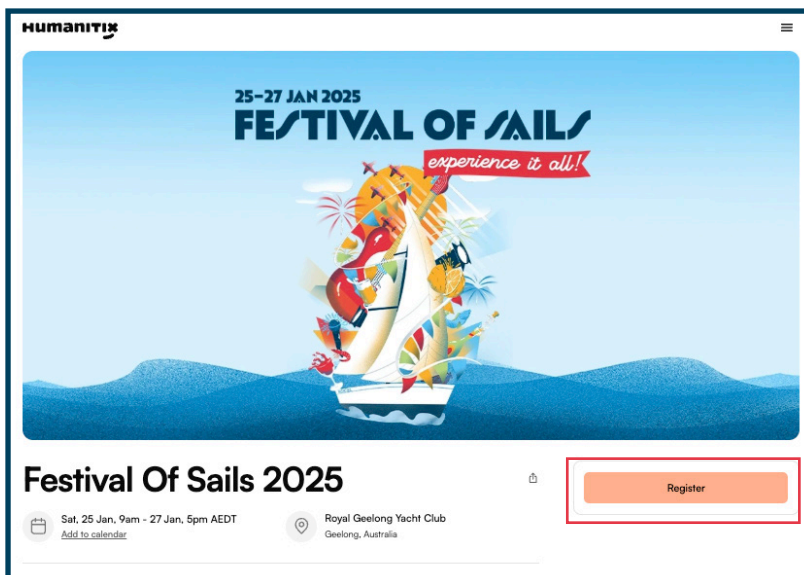 HUMANITIX
25–27 JAN 2025
FESTIVAL OF SAILS
experience it all!
Festival Of Sails 2025
Register
Sat, 25 Jan, 9am - 27 Jan, 5pm AEDT
Add to calendar
Royal Geelong Yacht Club
Geelong, Australia